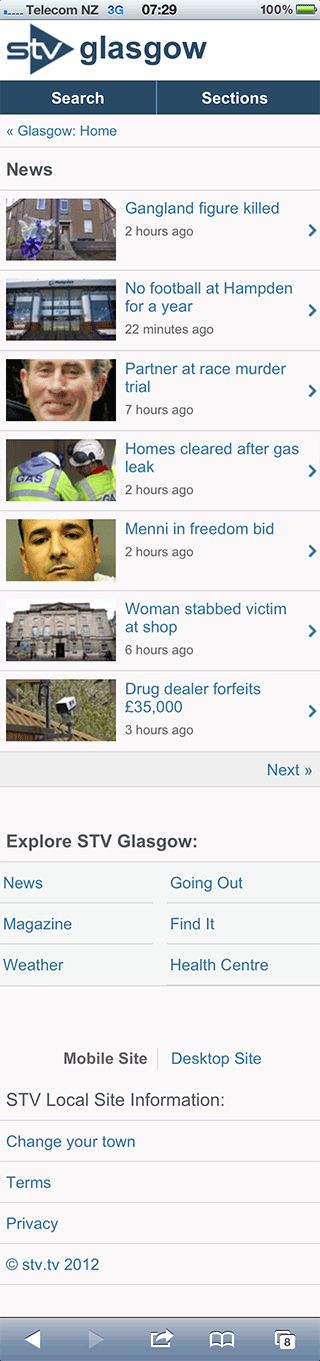 Telecom NZ 3G 07:29 100%
stv glasgow
Search Sections
« Glasgow: Home
News
Gangland figure killed
2 hours ago
No football at Hampden
for a year
22 minutes ago
Partner at race murder
trial
7 hours ago
Homes cleared after gas
leak
2 hours ago
GAS
Menni in freedom bid
2 hours ago
Woman stabbed victim
at shop
6 hours ago
Drug dealer forfeits
£35,000
3 hours ago
Next »
Explore STV Glasgow:
News Going Out
Magazine Find It
Weather Health Centre
Mobile Site Desktop Site
STV Local Site Information:
Change your town
Terms
Privacy
© stv.tv 2012
8